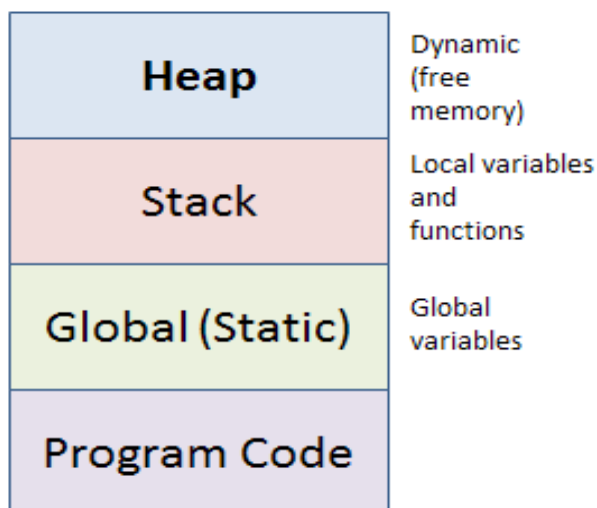 Heap
Dynamic
(free
memory)
Stack
Local variables
and
functions
Global (Static)
Global
variables
Program Code